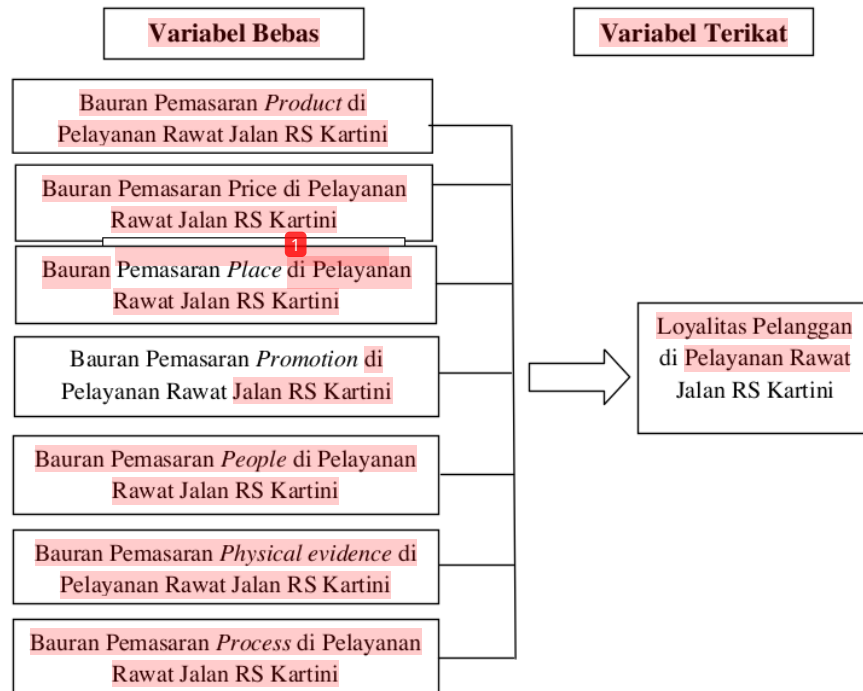 Variabel Bebas
Variabel Terikat
Bauran Pemasaran Product di
Pelayanan Rawat Jalan RS Kartini
Bauran Pemasaran Price di Pelayanan
Rawat Jalan RS Kartini
1
Bauran Pemasaran Place di Pelayanan
Rawat Jalan RS Kartini
Bauran Pemasaran Promotion di
Pelayanan Rawat Jalan RS Kartini
Bauran Pemasaran People di Pelayanan
Rawat Jalan RS Kartini
Bauran Pemasaran Physical evidence di
Pelayanan Rawat Jalan RS Kartini
Bauran Pemasaran Process di Pelayanan
Rawat Jalan RS Kartini
Loyalitas Pelanggan
di Pelayanan Rawat
Jalan RS Kartini